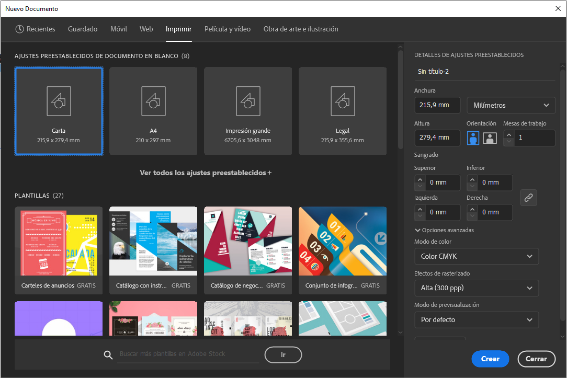 Nuevo Documento
Recientes Guardado Móvil Web Imprimir Película y vídeo Obra de arte e ilustración
AJUSTES PREESTABLECIDOS DE DOCUMENTO EN BLANCO (8)
Carta
215,9 x 279,4 mm
A4
210 x 297 mm
Impresión grande
6205,6 x 3048 mm
Legal
215,9 x 355,6 mm
Ver todos los ajustes preestablecidos +
PLANTILLAS (27)
Carteles de anuncios GRATIS
Catálogo con instr... GRATIS
Catálogo de negoc... GRATIS
Conjunto de infogr... GRATIS
Busque más plantilla en Adobe Stock
Ir
DETALLES DE AJUSTES PREESTABLECIDOS
Sin título-2
Anchura
215,9 mm Milímetros
Altura Orientación Mesas de trabajo
279,4 mm 1
Sangrado
Superior Inferior
0 mm 0 mm
Izquierda Derecha
0 mm 0 mm
Opciones avanzadas
Modo de color
Color CMYK
Efectos de rasterizado
Alta (300 ppp)
Modo de previsualización
Por defecto
Crear Cerrar